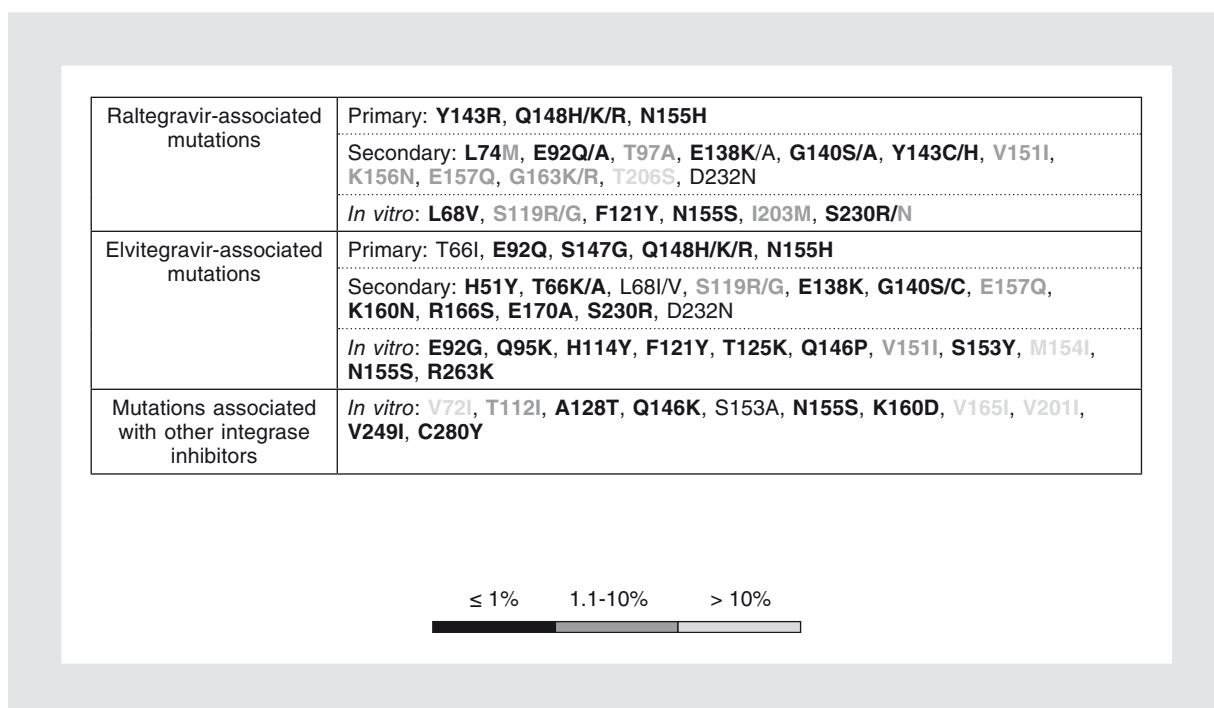 Raltegravir-associated mutations
Primary: Y143R, Q148H/K/R, N155H
Secondary: L74M, E92Q/A, T97A, E138K/A, G140S/A, Y143C/H, V151I,
K156N, E157Q, G163K/R, T206S, D232N
In vitro: L68V, S119R/G, F121Y, N155S, I203M, S230R/N
Elvitegravir-associated mutations
Primary: T66I, E92Q, S147G, Q148H/K/R, N155H
Secondary: H51Y, T66K/A, L68I/V, S119R/G, E138K, G140S/C, E157Q,
K160N, R166S, E170A, S230R, D232N
In vitro: E92G, Q95K, H114Y, F121Y, T125K, Q146P, V151I, S153Y, M154I,
N155S, R263K
Mutations associated
with other integrase
inhibitors
In vitro: V72I, T112I, A128T, Q146K, S153A, N155S, K160D, V165I, V201I,
V249I, C280Y
≤ 1% 1.1-10% > 10%